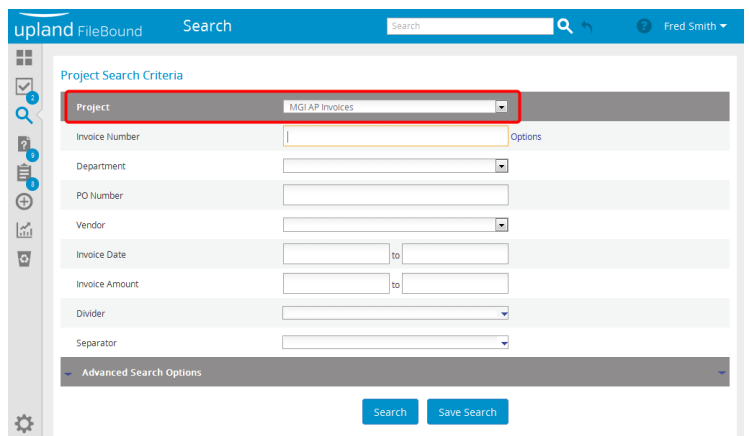 upland FileBound Search Search ? Fred Smith
Project Search Criteria
2
Project MGI AP Invoices
Invoice Number Options
?
9
Department
8
PO Number
Vendor
Invoice Date to
Invoice Amount to
Divider
Separator
Advanced Search Options
Search Save Search